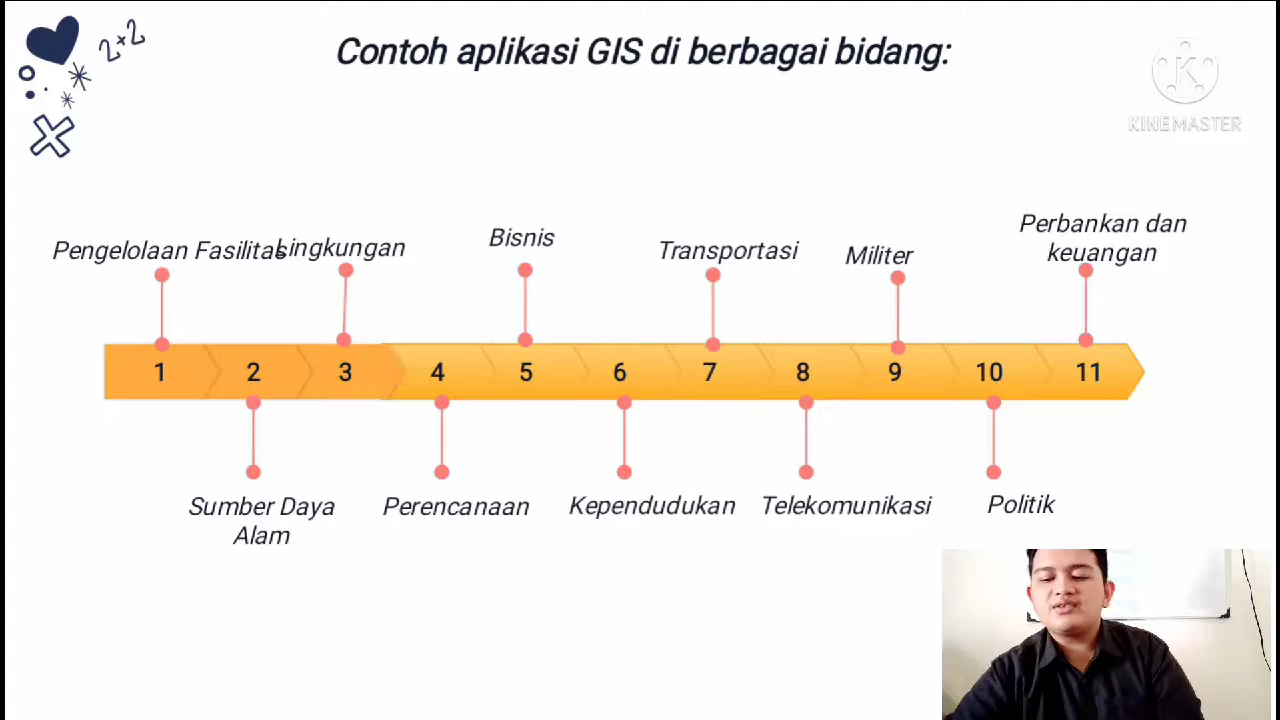 2+2
Contoh aplikasi GIS di berbagai bidang:
K
KINEMASTER
Pengelolaan Fasilitas
Lingkungan
Bisnis
Transportasi
Militer
Perbankan dan
keuangan
1 2 3 4 5 6 7 8 9 10 11
Sumber Daya
Alam
Perencanaan
Kependudukan
Telekomunikasi
Politik